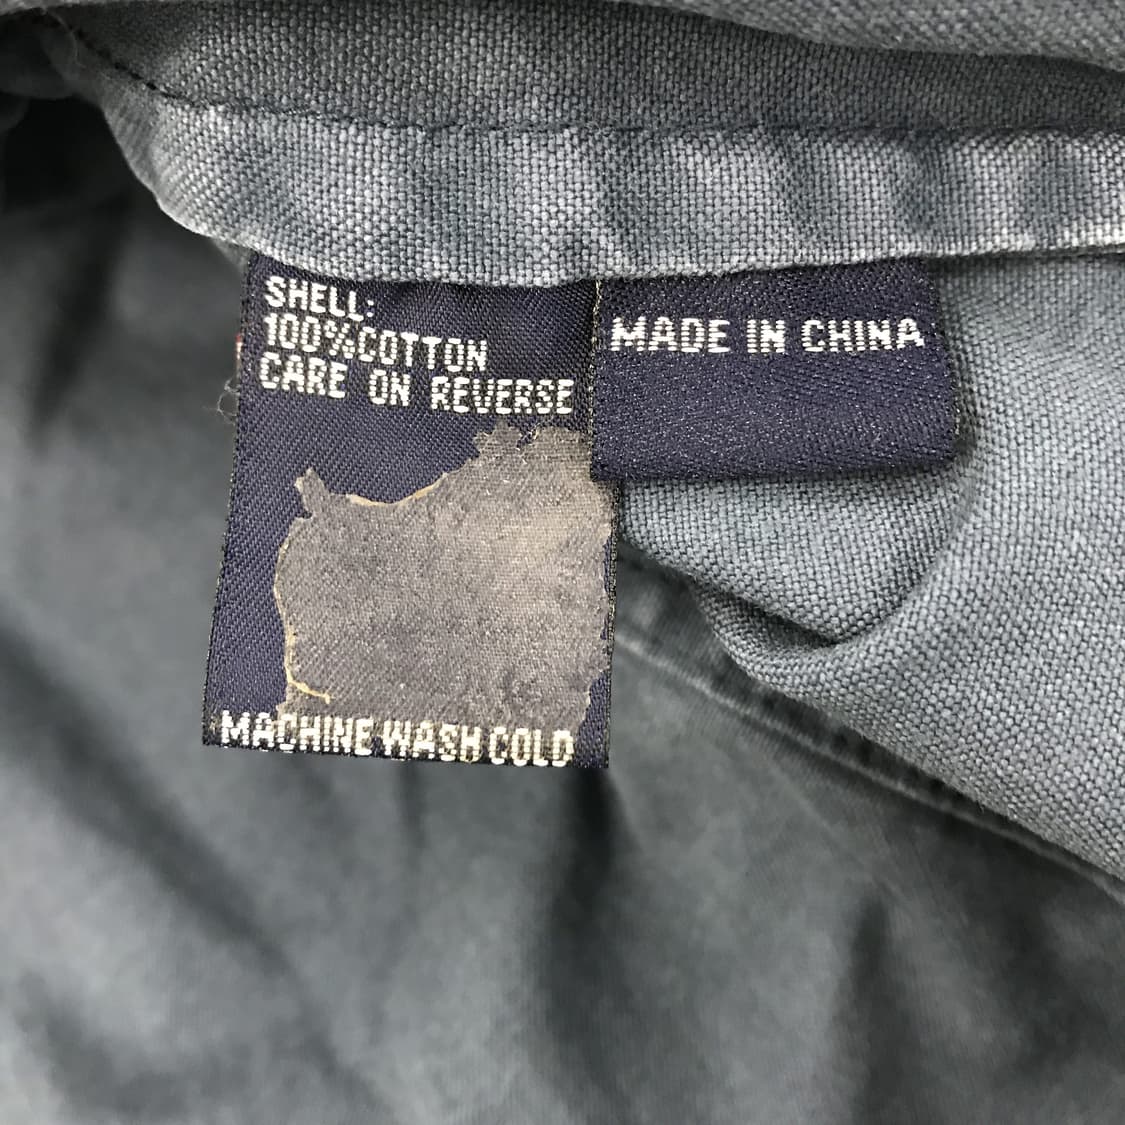 SHELL:
100%COTTON
CARE ON REVERSE
MACHINE WASH COLD
MADE IN CHINA